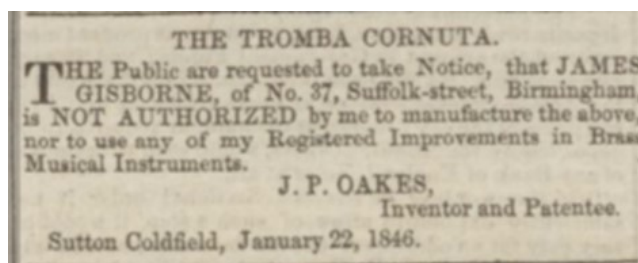 THE TROMBA CORNUTA.
THE Public are requested to take Notice, that JAMES
GISBORNE, of No. 37, Suffolk-street, Birmingham,
is NOT AUTHORIZED by me to manufacture the above,
nor to use any of my Registered Improvements in Brass
Musical Instruments.
J. P. OAKES,
Inventor and Patentee.
Sutton Coldfield, January 22, 1846.